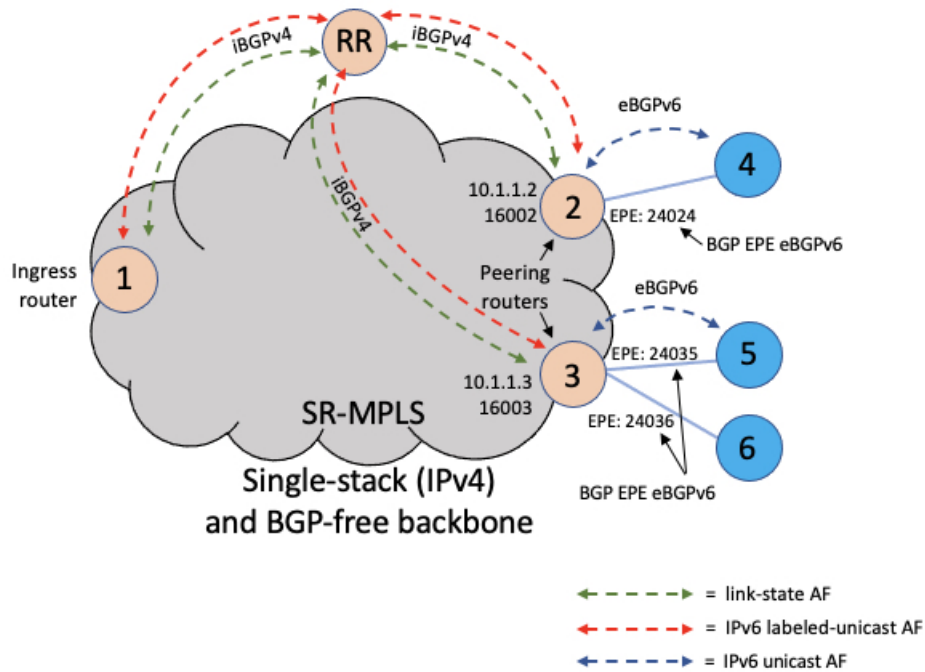 RR
iBGPv4
iBGPv4
eBGPv6
4
10.1.1.2
16002
2
EPE: 24024
BGP EPE eBGPv6
iBGPv4
Ingress
router
1
Peering
routers
eBGPv6
5
EPE: 24035
3
10.1.1.3
16003
EPE: 24036
6
BGP EPE eBGPv6
SR-MPLS
Single-stack (IPv4)
and BGP-free backbone
= link-state AF
= IPv6 labeled-unicast AF
= IPv6 unicast AF